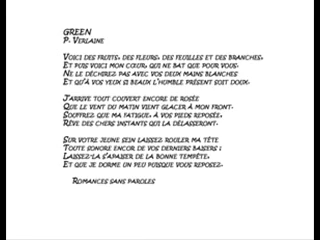 GREEN
P. VERLAINE
VOICI DES FRUITS, DES FLEURS, DES FEUILLES ET DES BRANCHES,
ET PUIS VOICI MON CŒUR, QUI NE BAT QUE POUR VOUS.
NE LE DÉCHIREZ PAS AVEC VOS DEUX MAINS BLANCHES
ET QU'À VOS YEUX SI BEAUX L'HUMBLE PRÉSENT SOIT DOUX.
J'ARRIVE TOUT COUVERT ENCORE DE ROSÉE
QUE LE VENT DU MATIN VIENT GLACER À MON FRONT.
SOUFFREZ QUE MA FATIGUE, À VOS PIEDS REPOSÉE,
RÊVE DES CHERS INSTANTS QUI LA DÉLASSERONT.
SUR VOTRE JEUNE SEIN LAISSEZ ROULER MA TÊTE
TOUTE SONORE ENCOR DE VOS DERNIERS BAISERS ;
LAISSEZ-LA S'APAISER DE LA BONNE TEMPÊTE,
ET QUE JE DORME UN PEU PUISQUE VOUS REPOSEZ.
ROMANCES SANS PAROLES